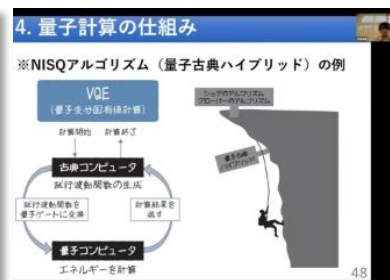 4. 量子計算の仕組み
※NISQアルゴリズム（量子古典ハイブリッド）の例
VQE
（量子変分固有値計算）
計算開始
計算終了
古典コンピュータ
試行波動関数の生成
試行波動関数を
量子ゲートに変換
計算結果を
返す
量子コンピュータ
エネルギーを計算
ショアのアルゴリズム
グローバーのアルゴリズム
量子古典
ハイブリッド
48